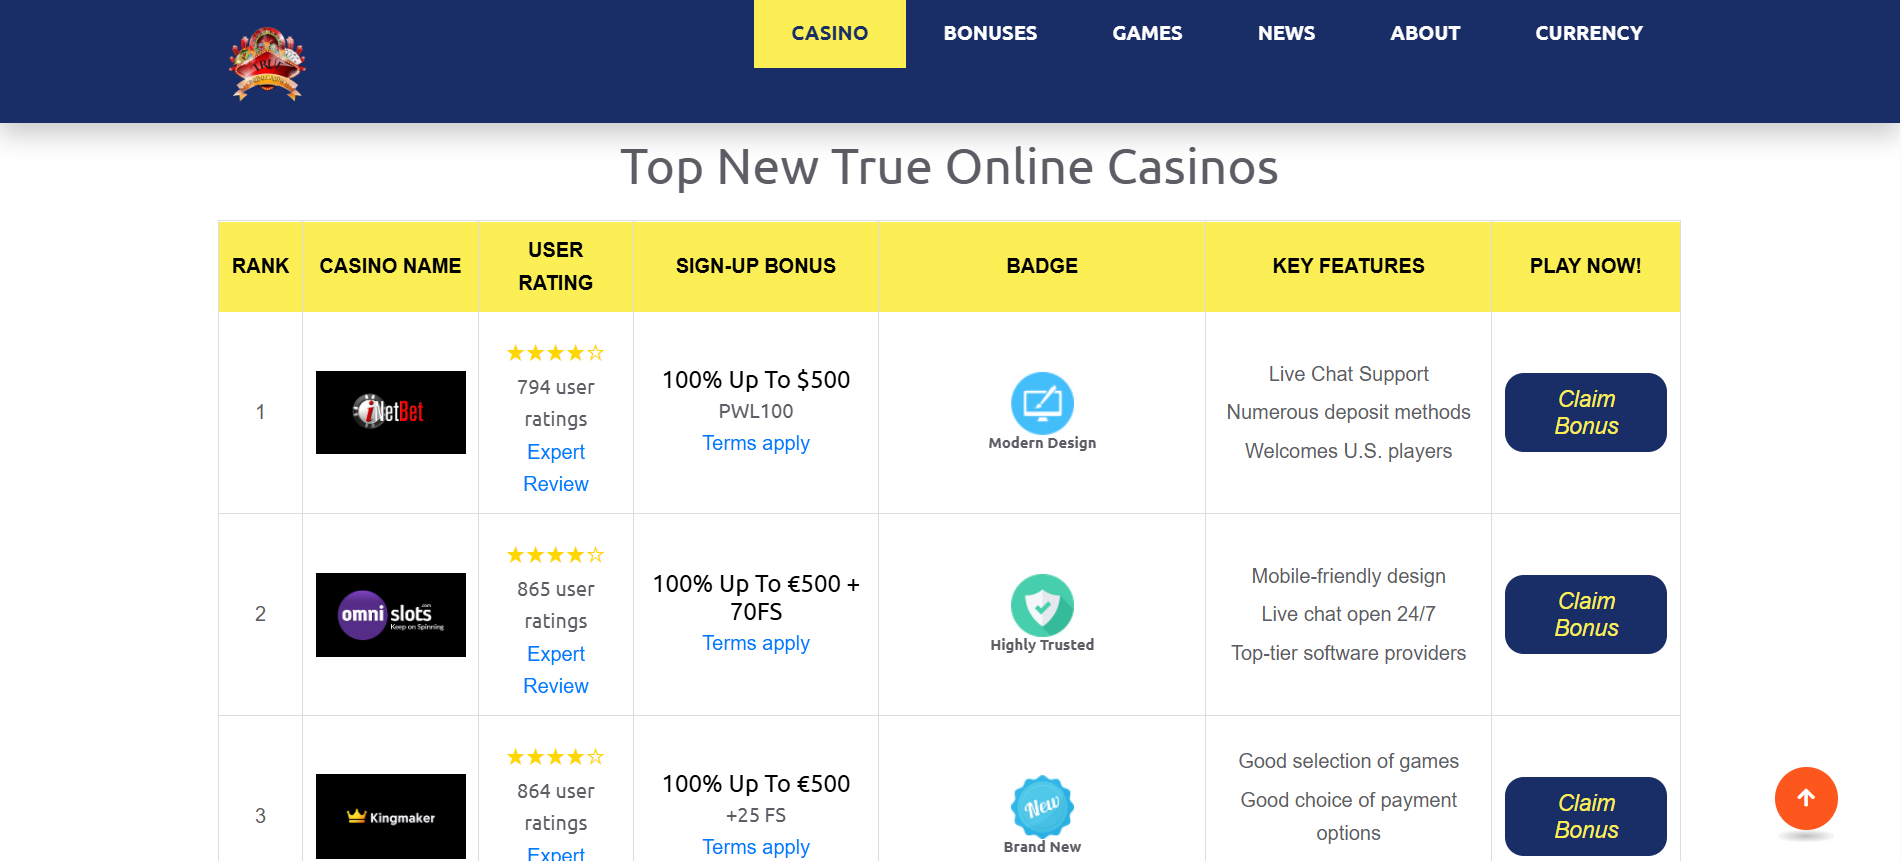 CASINO
BONUSES
GAMES
NEWS
ABOUT
CURRENCY
TRUE
Top New True Online Casinos
RANK
CASINO NAME
USER
RATING
SIGN-UP BONUS
BADGE
KEY FEATURES
PLAY NOW!
1
iNetBet
★★★★☆
794 user
ratings
Expert
Review
100% Up To $500
PWL100
Terms apply
Modern Design
Live Chat Support
Numerous deposit methods
Welcomes U.S. players
Claim
Bonus
2
omni slots.com
Keep on Spinning
★★★★☆
865 user
ratings
Expert
Review
100% Up To €500 +
70FS
Terms apply
Highly Trusted
Mobile-friendly design
Live chat open 24/7
Top-tier software providers
Claim
Bonus
3
Kingmaker
★★★★☆
864 user
ratings
Expert
100% Up To €500
+25 FS
Terms apply
New
Brand New
Good selection of games
Good choice of payment
options
Claim
Bonus